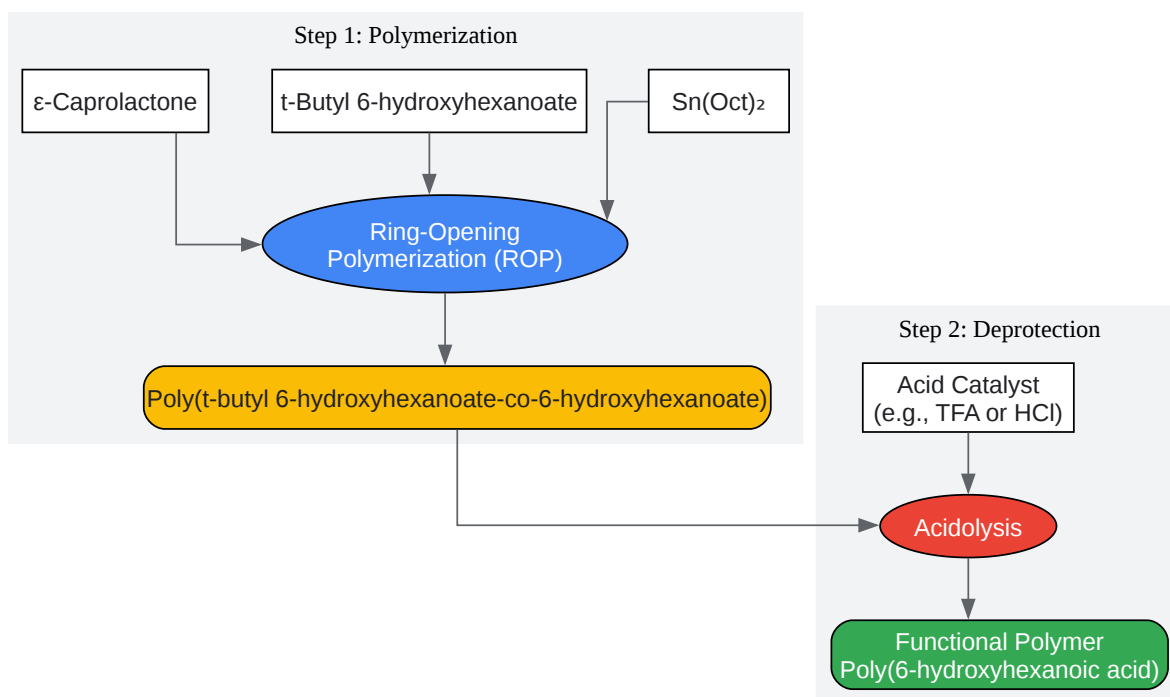 Step 1: Polymerization
ε-Caprolactone
t-Butyl 6-hydroxyhexanoate
Sn(Oct)₂
Ring-Opening
Polymerization (ROP)
Poly(t-butyl 6-hydroxyhexanoate-co-6-hydroxyhexanoate)
Step 2: Deprotection
Acid Catalyst
(e.g., TFA or HCl)
Acidolysis
Functional Polymer
Poly(6-hydroxyhexanoic acid)